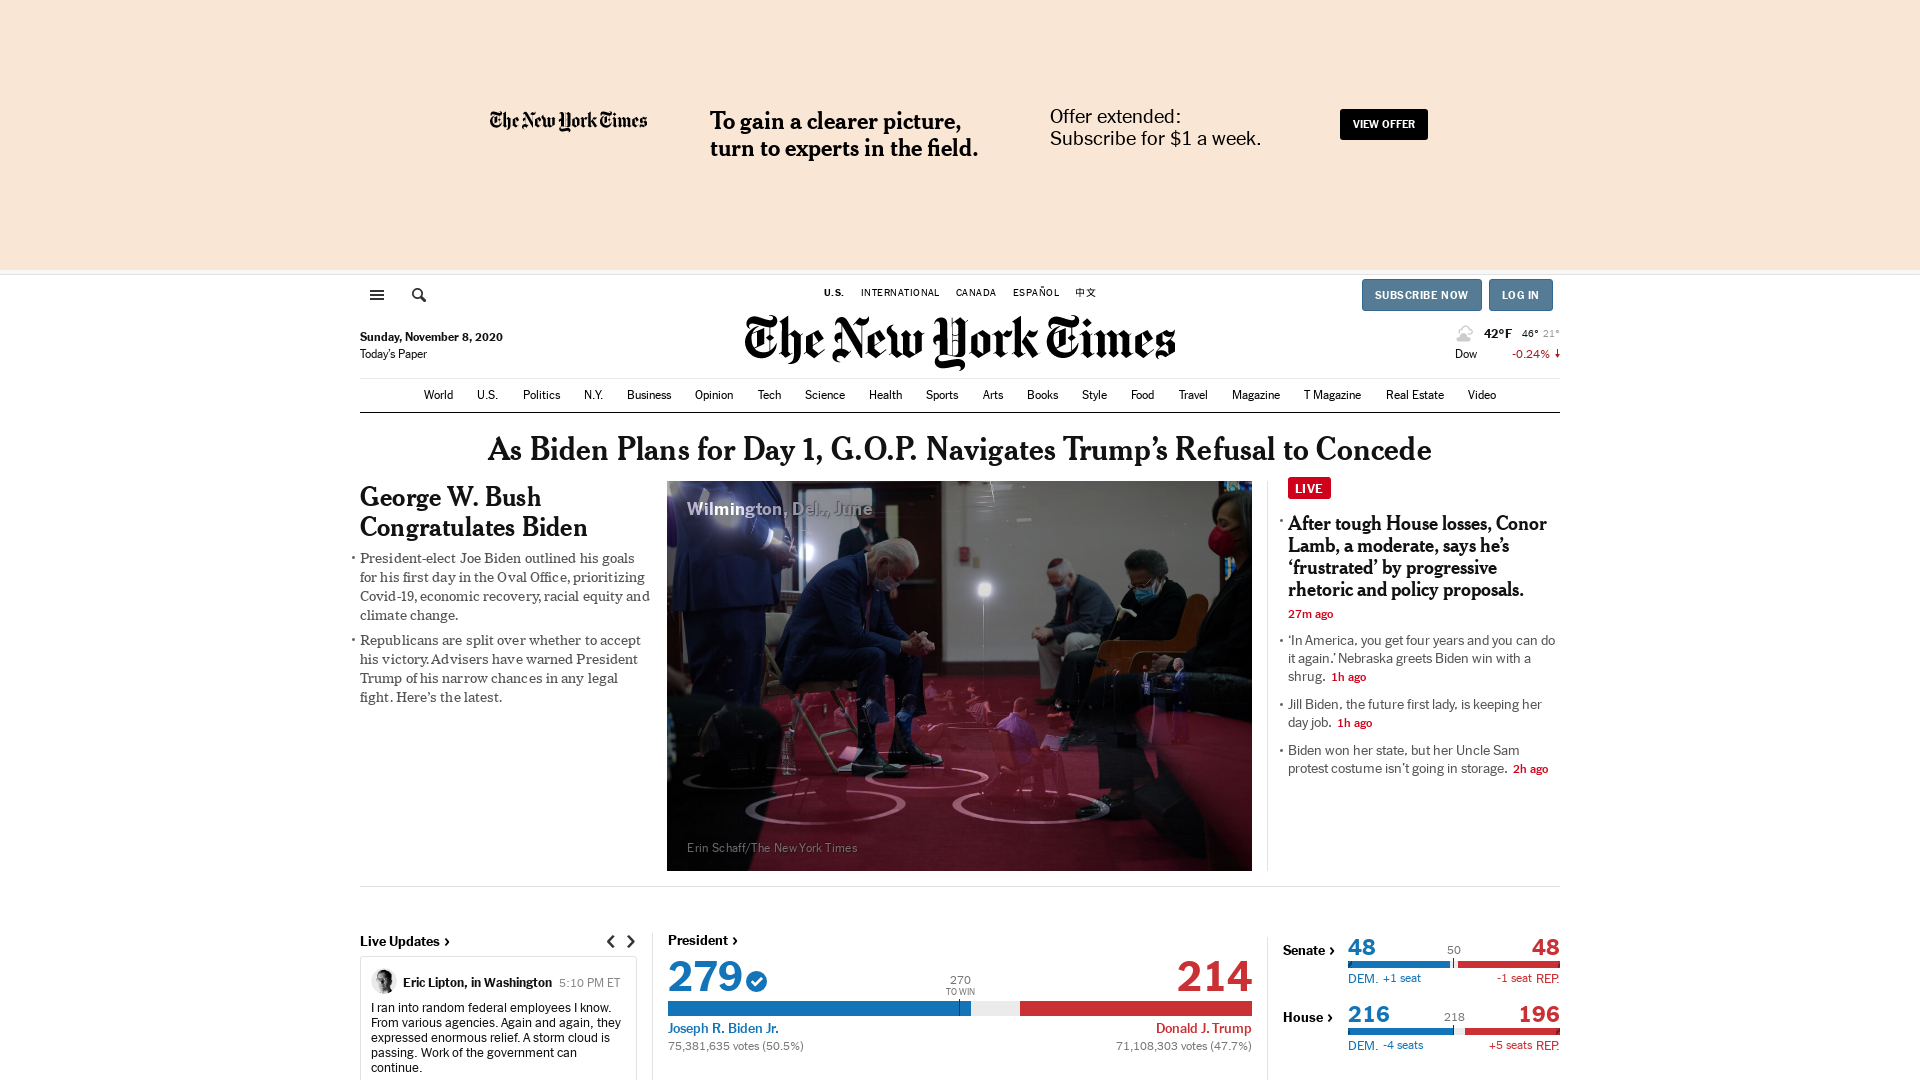 The New York Times
To gain a clearer picture,
turn to experts in the field.
Offer extended:
Subscribe for $1 a week.
VIEW OFFER
U.S. INTERNATIONAL CANADA ESPAÑOL 中文
SUBSCRIBE NOW LOG IN
Sunday, November 8, 2020
Today's Paper
The New York Times
42°F 46° 21°
Dow -0.24%
World U.S. Politics N.Y. Business Opinion Tech Science Health Sports Arts Books Style Food Travel Magazine T Magazine Real Estate Video
As Biden Plans for Day 1, G.O.P. Navigates Trump’s Refusal to Concede
George W. Bush
Congratulates Biden
• President-elect Joe Biden outlined his goals
for his first day in the Oval Office, prioritizing
Covid-19, economic recovery, racial equity and
climate change.
• Republicans are split over whether to accept
his victory. Advisers have warned President
Trump of his narrow chances in any legal
fight. Here’s the latest.
Wilmington, Del., June
Erin Schaff/The New York Times
LIVE
• After tough House losses, Conor
Lamb, a moderate, says he’s
‘frustrated’ by progressive
rhetoric and policy proposals.
27m ago
• ‘In America, you get four years and you can do
it again.’ Nebraska greets Biden win with a
shrug. 1h ago
• Jill Biden, the future first lady, is keeping her
day job. 1h ago
• Biden won her state, but her Uncle Sam
protest costume isn’t going in storage. 2h ago
Live Updates ›
Eric Lipton, in Washington 5:10 PM ET
I ran into random federal employees I know.
From various agencies. Again and again, they
expressed enormous relief. A storm cloud is
passing. Work of the government can
continue.
President ›
279 270 214
TO WIN
Joseph R. Biden Jr. Donald J. Trump
75,381,635 votes (50.5%) 71,108,303 votes (47.7%)
Senate › 48 50 48
DEM. +1 seat -1 seat REP.
House › 216 218 196
DEM. -4 seats +5 seats REP.